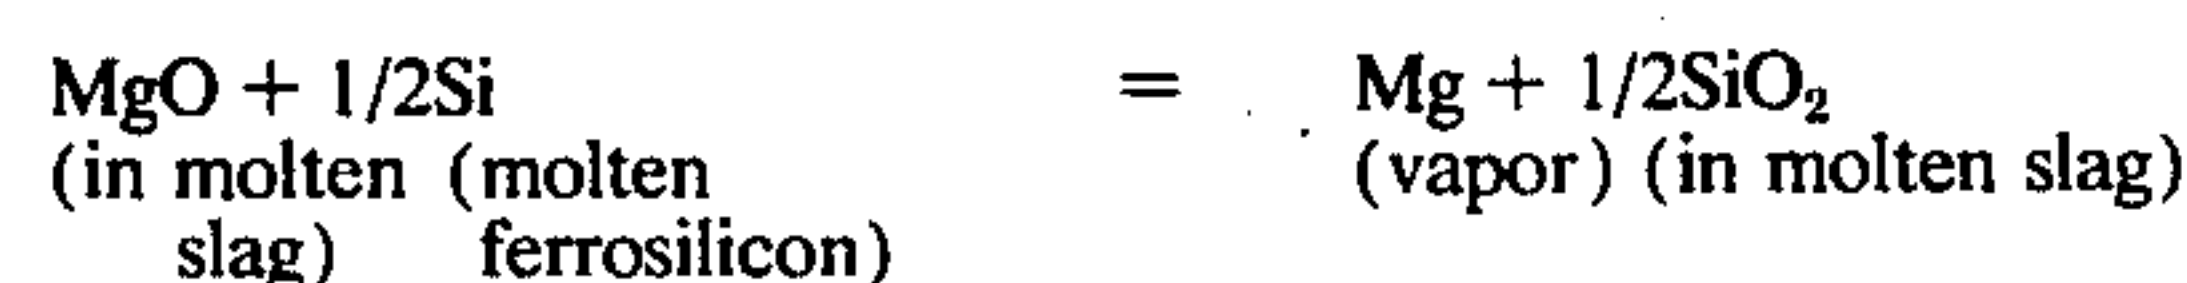 MgO + 1/2Si = Mg + 1/2SiO₂
(in molten (molten (vapor) (in molten slag)
slag) ferrosilicon)